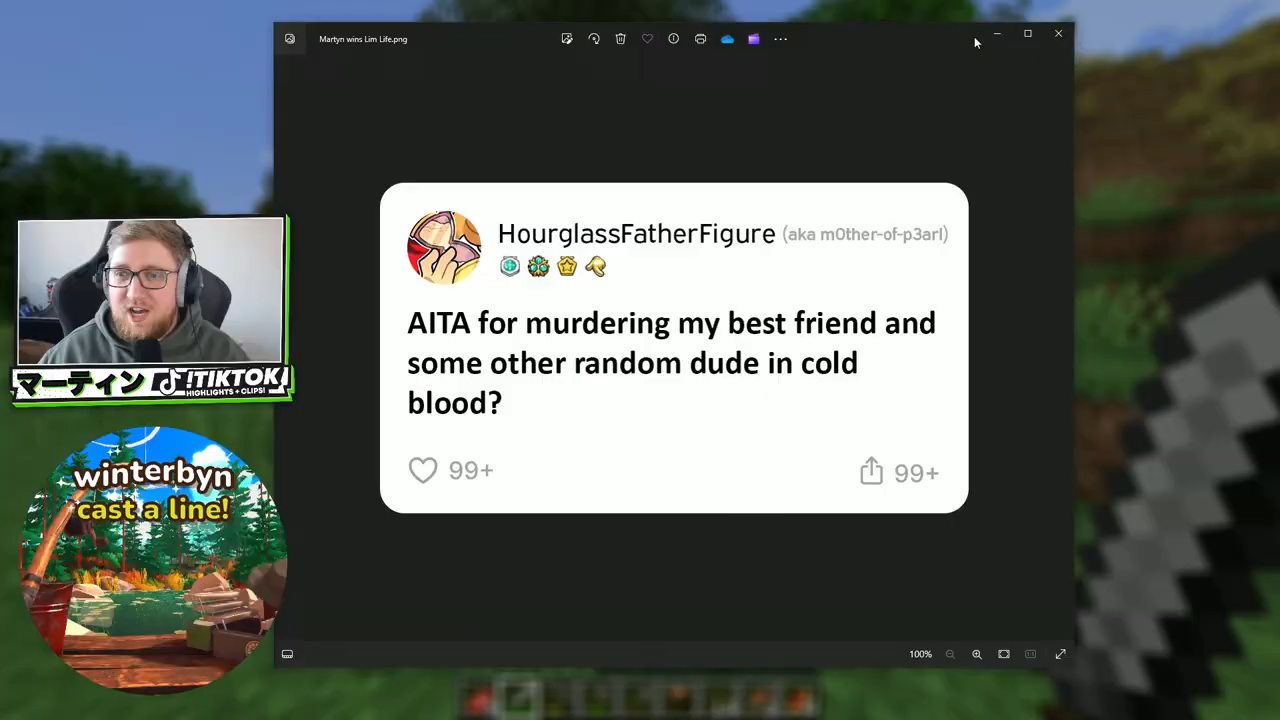 Martyn wins Lim Life.png
HourglassFatherFigure (aka m0ther-of-p3arl)
AITA for murdering my best friend and
some other random dude in cold
blood?
99+
99+
マーティン !TIKTOK
HIGHLIGHTS + CLIPS!
winterbyn
cast a line!
100%